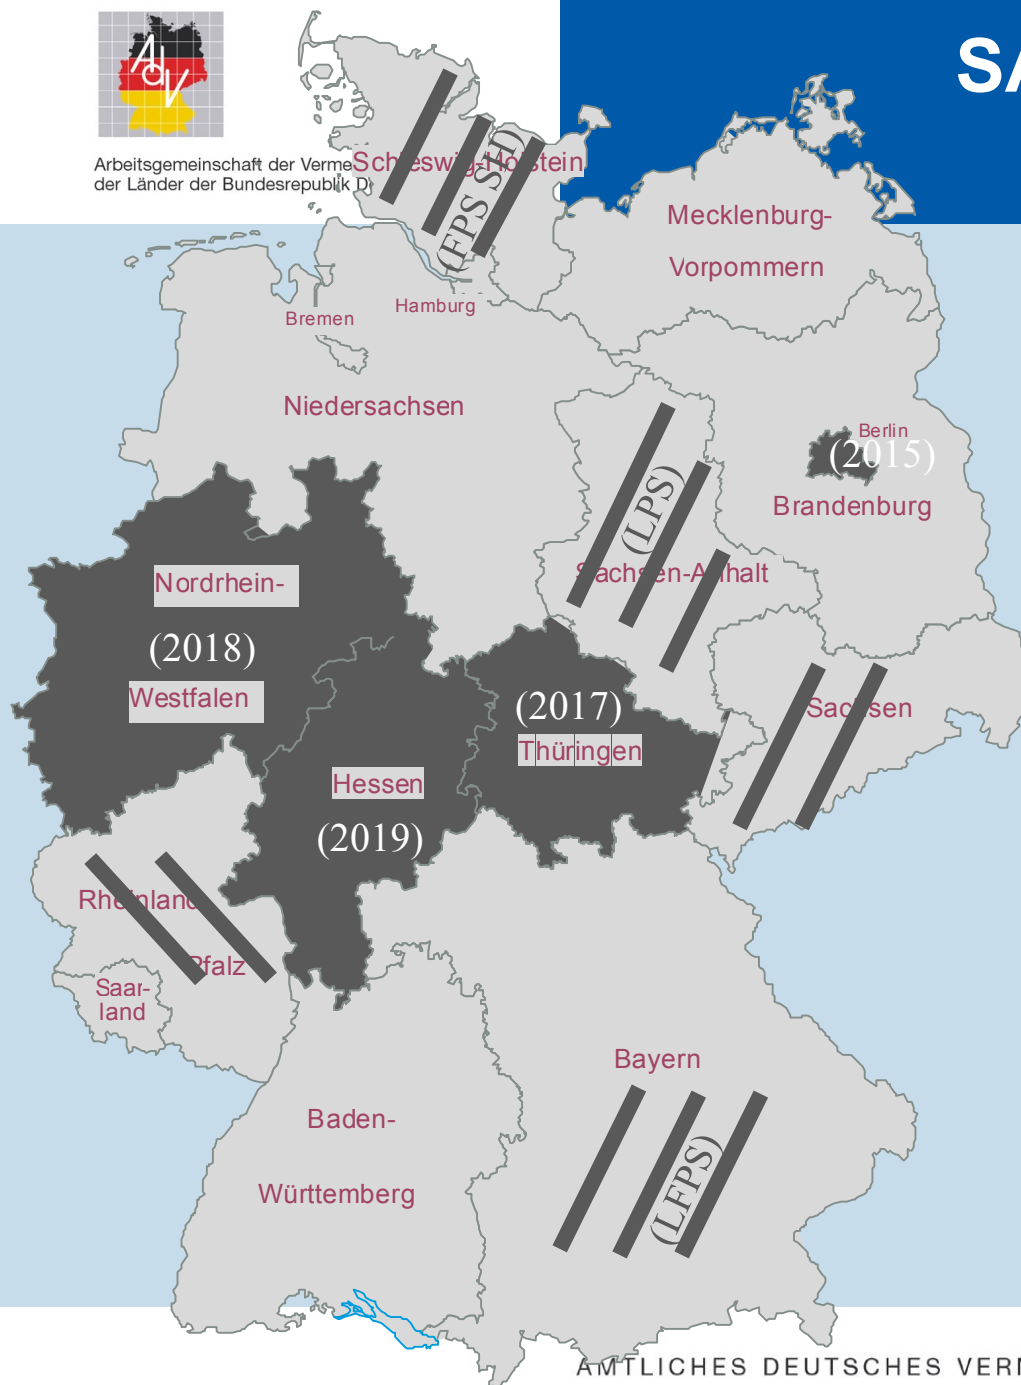 AdV
SA
Arbeitsgemeinschaft der Verme
der Länder der Bundesrepublik D
Schleswig-Holstein
(FPS SH)
Mecklenburg-
Vorpommern
Hamburg
Bremen
Niedersachsen
Berlin
(2015)
Brandenburg
(LPS)
Sachsen-Anhalt
Nordrhein-
(2018)
Westfalen
(2017)
Thüringen
Sachsen
Hessen
(2019)
Rheinland
Pfalz
Saar-
land
Bayern
(LFPS)
Baden-
Württemberg
AMTLICHES DEUTSCHES VER